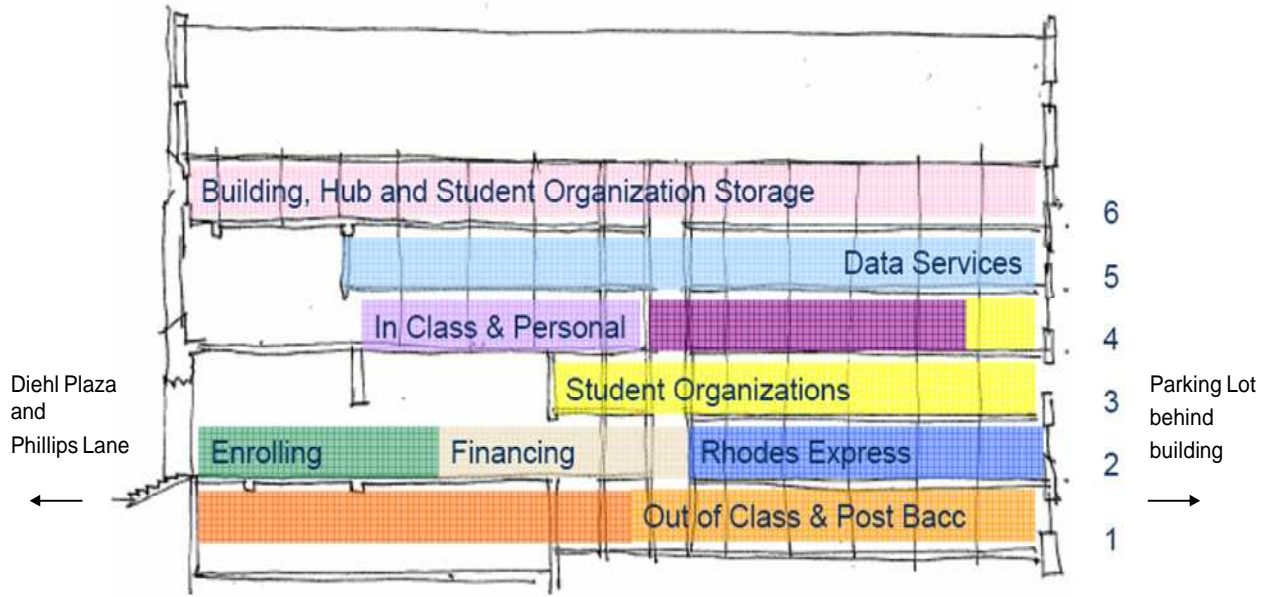 Building, Hub and Student Organization Storage
6
Data Services
5
In Class & Personal
4
Student Organizations
3
Enrolling
Financing
Rhodes Express
2
Out of Class & Post Bacc
1
Diehl Plaza
and
Phillips Lane
Parking Lot
behind
building